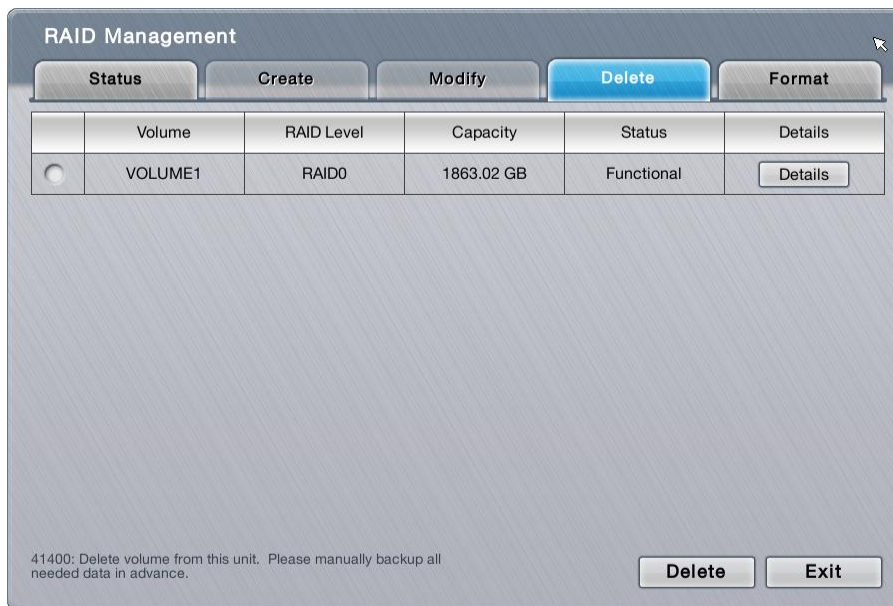 RAID Management
Status Create Modify Delete Format
Volume RAID Level Capacity Status Details
VOLUME1 RAID0 1863.02 GB Functional Details
41400: Delete volume from this unit.  Please manually backup all
needed data in advance.
Delete Exit